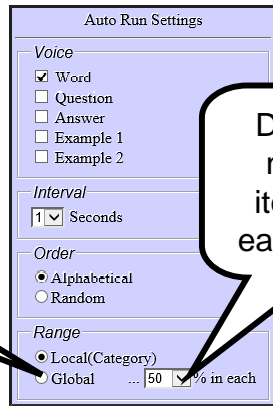 Auto Run Settings
Voice
Word
Question
Answer
Example 1
Example 2
Interval
1 Seconds
Order
Alphabetical
Random
Range
Local(Category)
Global ... 50 % in each